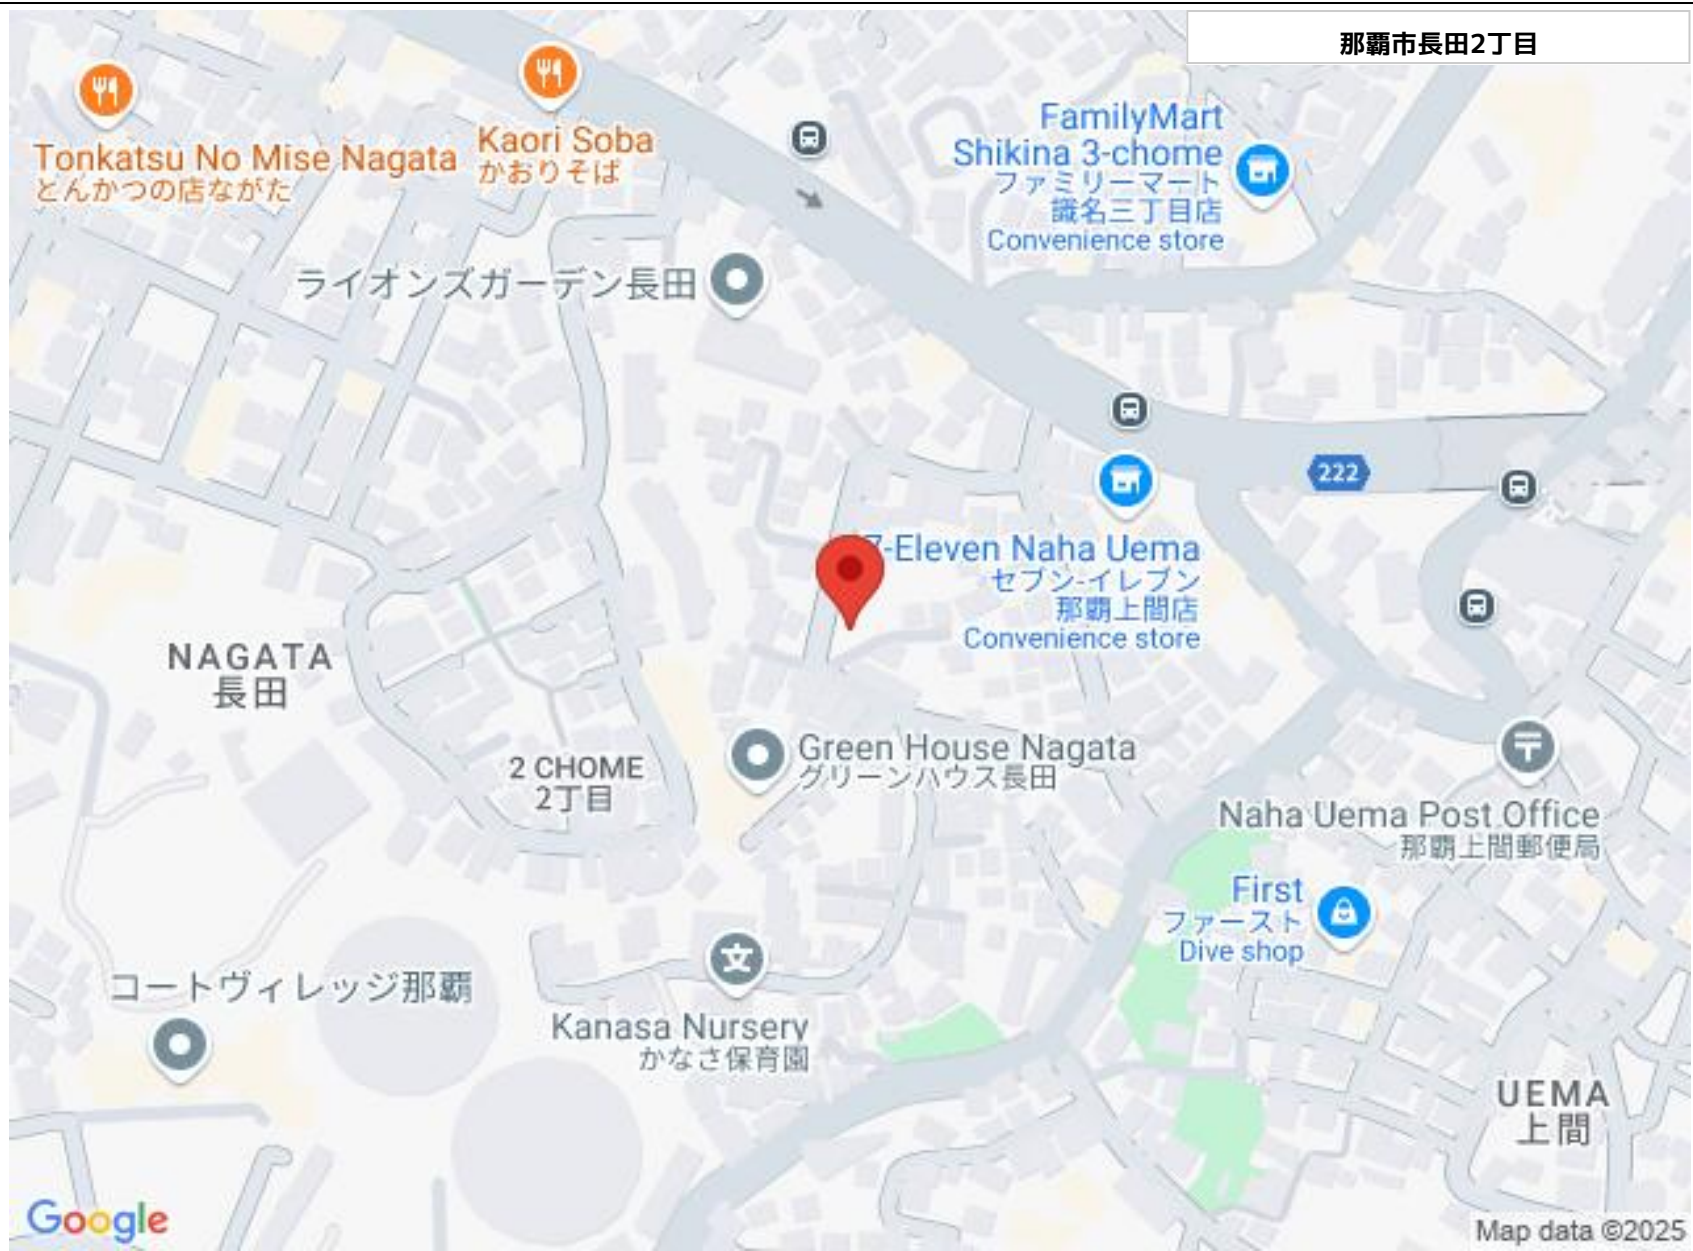 那覇市長田2丁目
Kaori Soba
かおりそば
Tonkatsu No Mise Nagata
とんかつの店ながた
FamilyMart
Shikina 3-chome
ファミリーマート
識名三丁目店
Convenience store
ライオンズガーデン長田
222
7-Eleven Naha Uema
セブン-イレブン
那覇上間店
Convenience store
NAGATA
長田
2 CHOME
2丁目
Green House Nagata
グリーンハウス長田
Naha Uema Post Office
那覇上間郵便局
First
ファースト
Dive shop
コートヴィレッジ那覇
文
Kanasa Nursery
かなさ保育園
UEMA
上間
Google
Map data ©2025